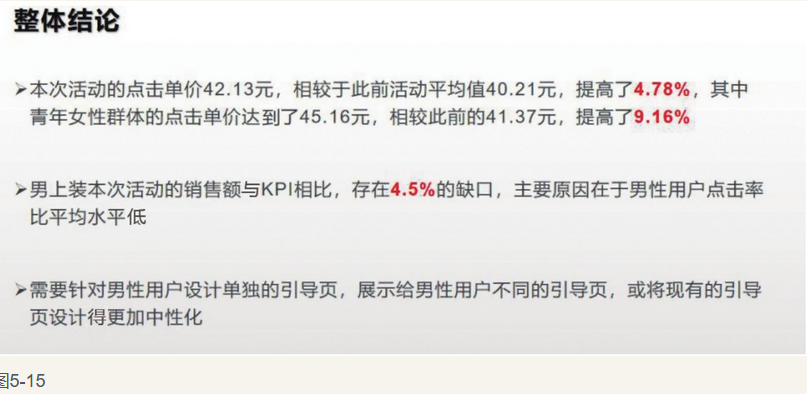 整体结论
➤本次活动的点击单价42.13元，相较于此前活动平均值40.21元，提高了4.78%，其中
青年女性群体的点击单价达到了45.16元，相较此前的41.37元，提高了9.16%
➤男上装本次活动的销售额与KPI相比，存在4.5%的缺口，主要原因在于男性用户点击率
比平均水平低
➤需要针对男性用户设计单独的引导页，展示给男性用户不同的引导页，或将现有的引导
页设计得更加中性化
图5-15